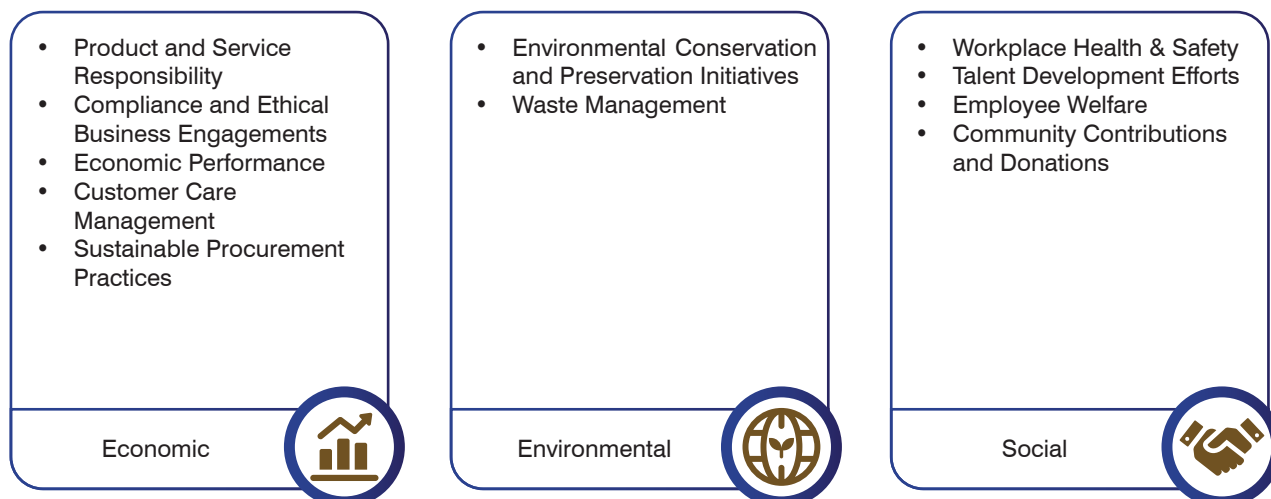 • Product and Service
Responsibility
• Compliance and Ethical
Business Engagements
• Economic Performance
• Customer Care
Management
• Sustainable Procurement
Practices
Economic
• Environmental Conservation
and Preservation Initiatives
• Waste Management
Environmental
• Workplace Health & Safety
• Talent Development Efforts
• Employee Welfare
• Community Contributions
and Donations
Social